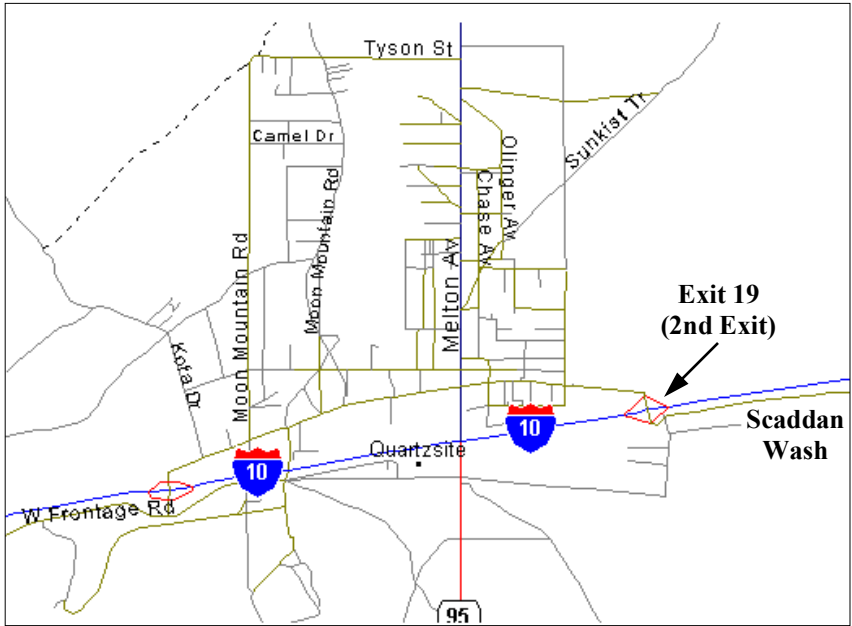 Tyson St
Camel Dr
Sunkist Tr
Olinger Av
Chase Av
Moon Mountain Rd
Moon Mountain Rd
Melton Av
Exit 19
(2nd Exit)
Kofa Dr
Scaddan
Wash
10
10
Quartzsite
W Frontage Rd
95